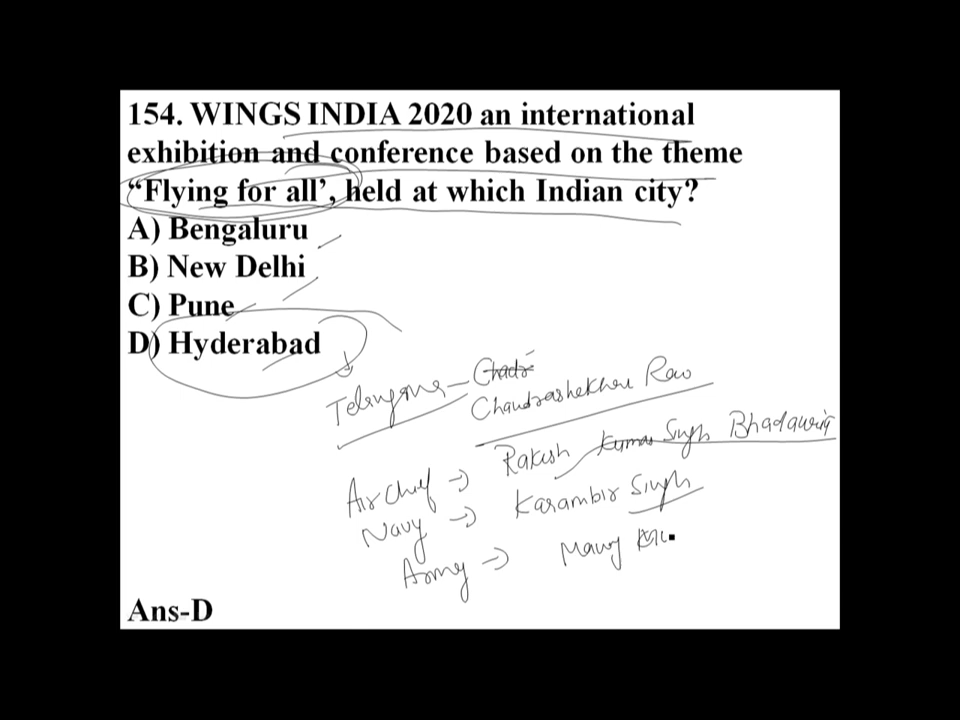 154. WINGS INDIA 2020 an international
exhibition and conference based on the theme
“Flying for all’, held at which Indian city?
A) Bengaluru
B) New Delhi
C) Pune
D) Hyderabad
Telangana –
Chandrashekhar Rao
Air Chief → Rakesh Kumar Singh Bhadauria
Navy → Karambir Singh
Army →
Ans-D